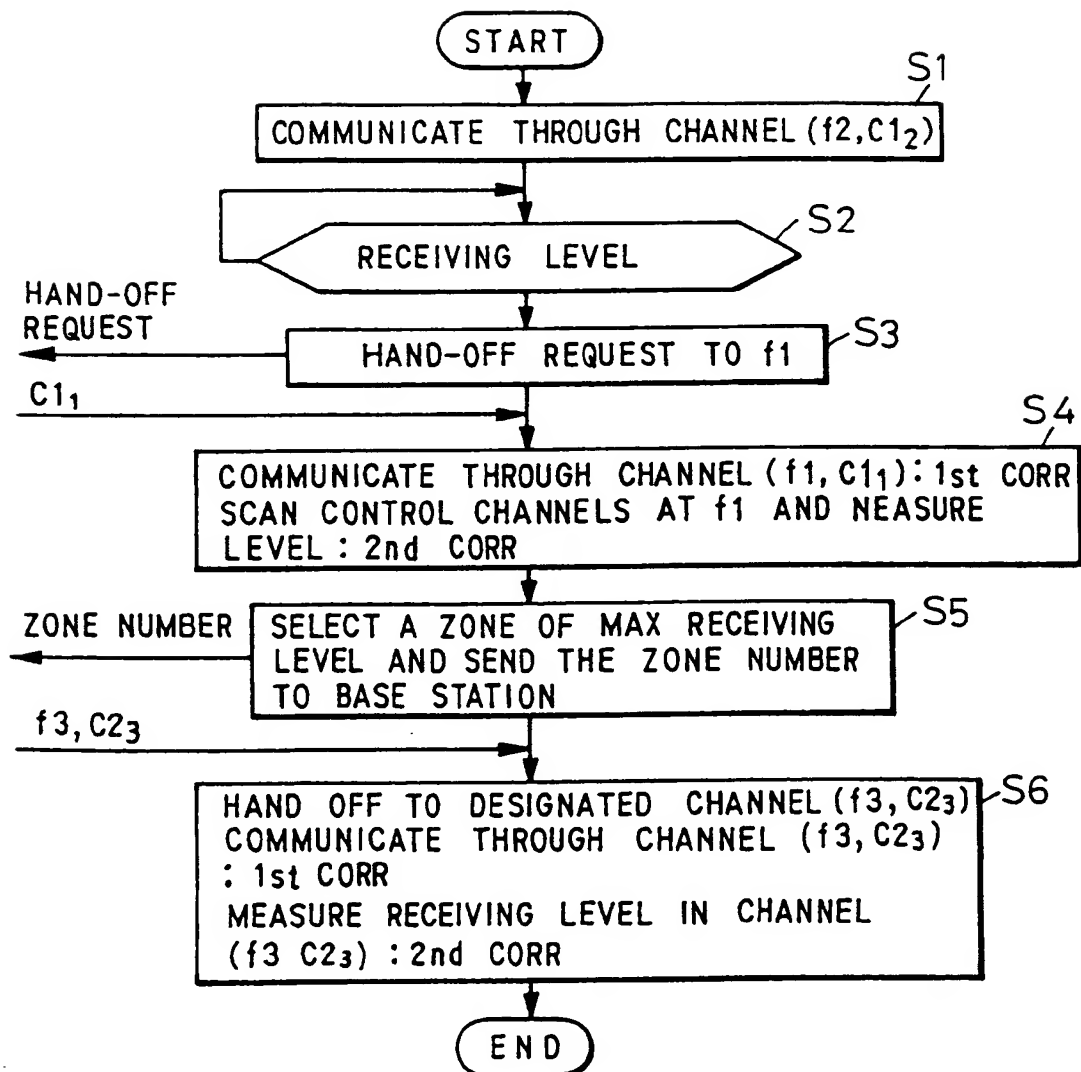 START
S1
COMMUNICATE THROUGH CHANNEL (f2,C1₂)
S2
RECEIVING LEVEL
HAND-OFF
REQUEST
S3
HAND-OFF REQUEST TO f1
C1₁
S4
COMMUNICATE THROUGH CHANNEL (f1,C1₁):1st CORR
SCAN CONTROL CHANNELS AT f1 AND NEASURE
LEVEL : 2nd CORR
ZONE NUMBER
S5
SELECT A ZONE OF MAX RECEIVING
LEVEL AND SEND THE ZONE NUMBER
TO BASE STATION
f3,C2₃
S6
HAND OFF TO DESIGNATED CHANNEL (f3,C2₃)
COMMUNICATE THROUGH CHANNEL (f3,C2₃)
: 1st CORR
MEASURE RECEIVING LEVEL IN CHANNEL
(f3 C2₃) : 2nd CORR
END